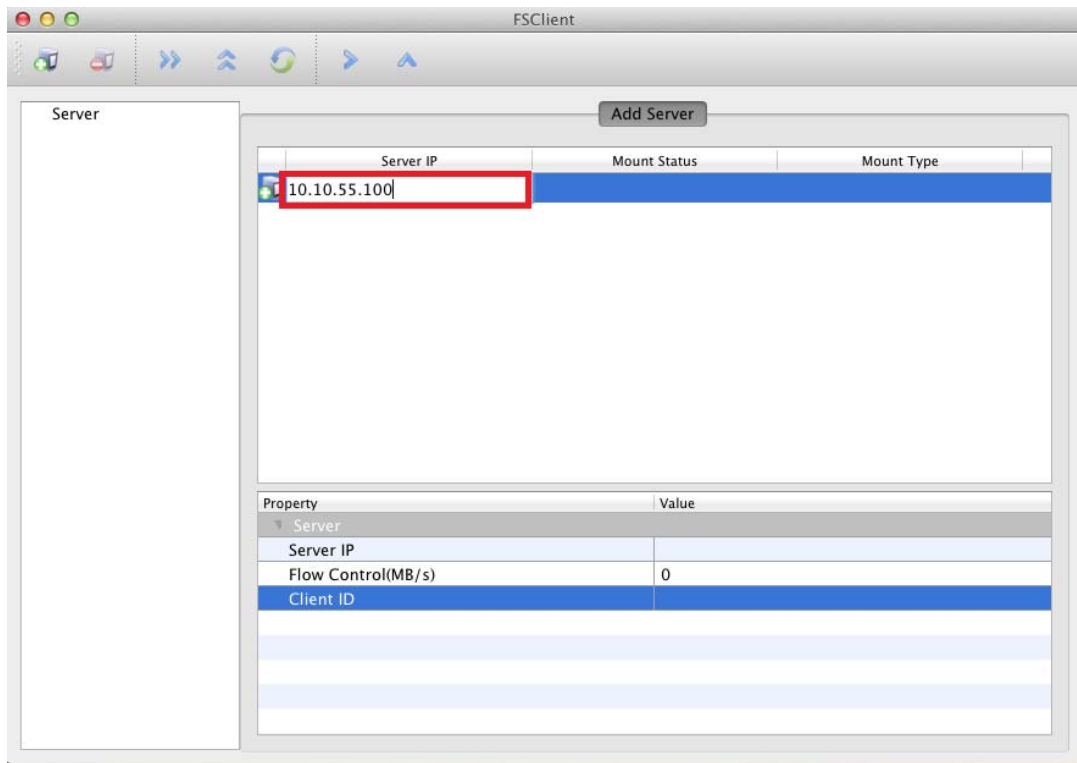 FSClient
Server
Add Server
Server IP Mount Status Mount Type
10.10.55.100
Property Value
Server
Server IP
Flow Control(MB/s) 0
Client ID